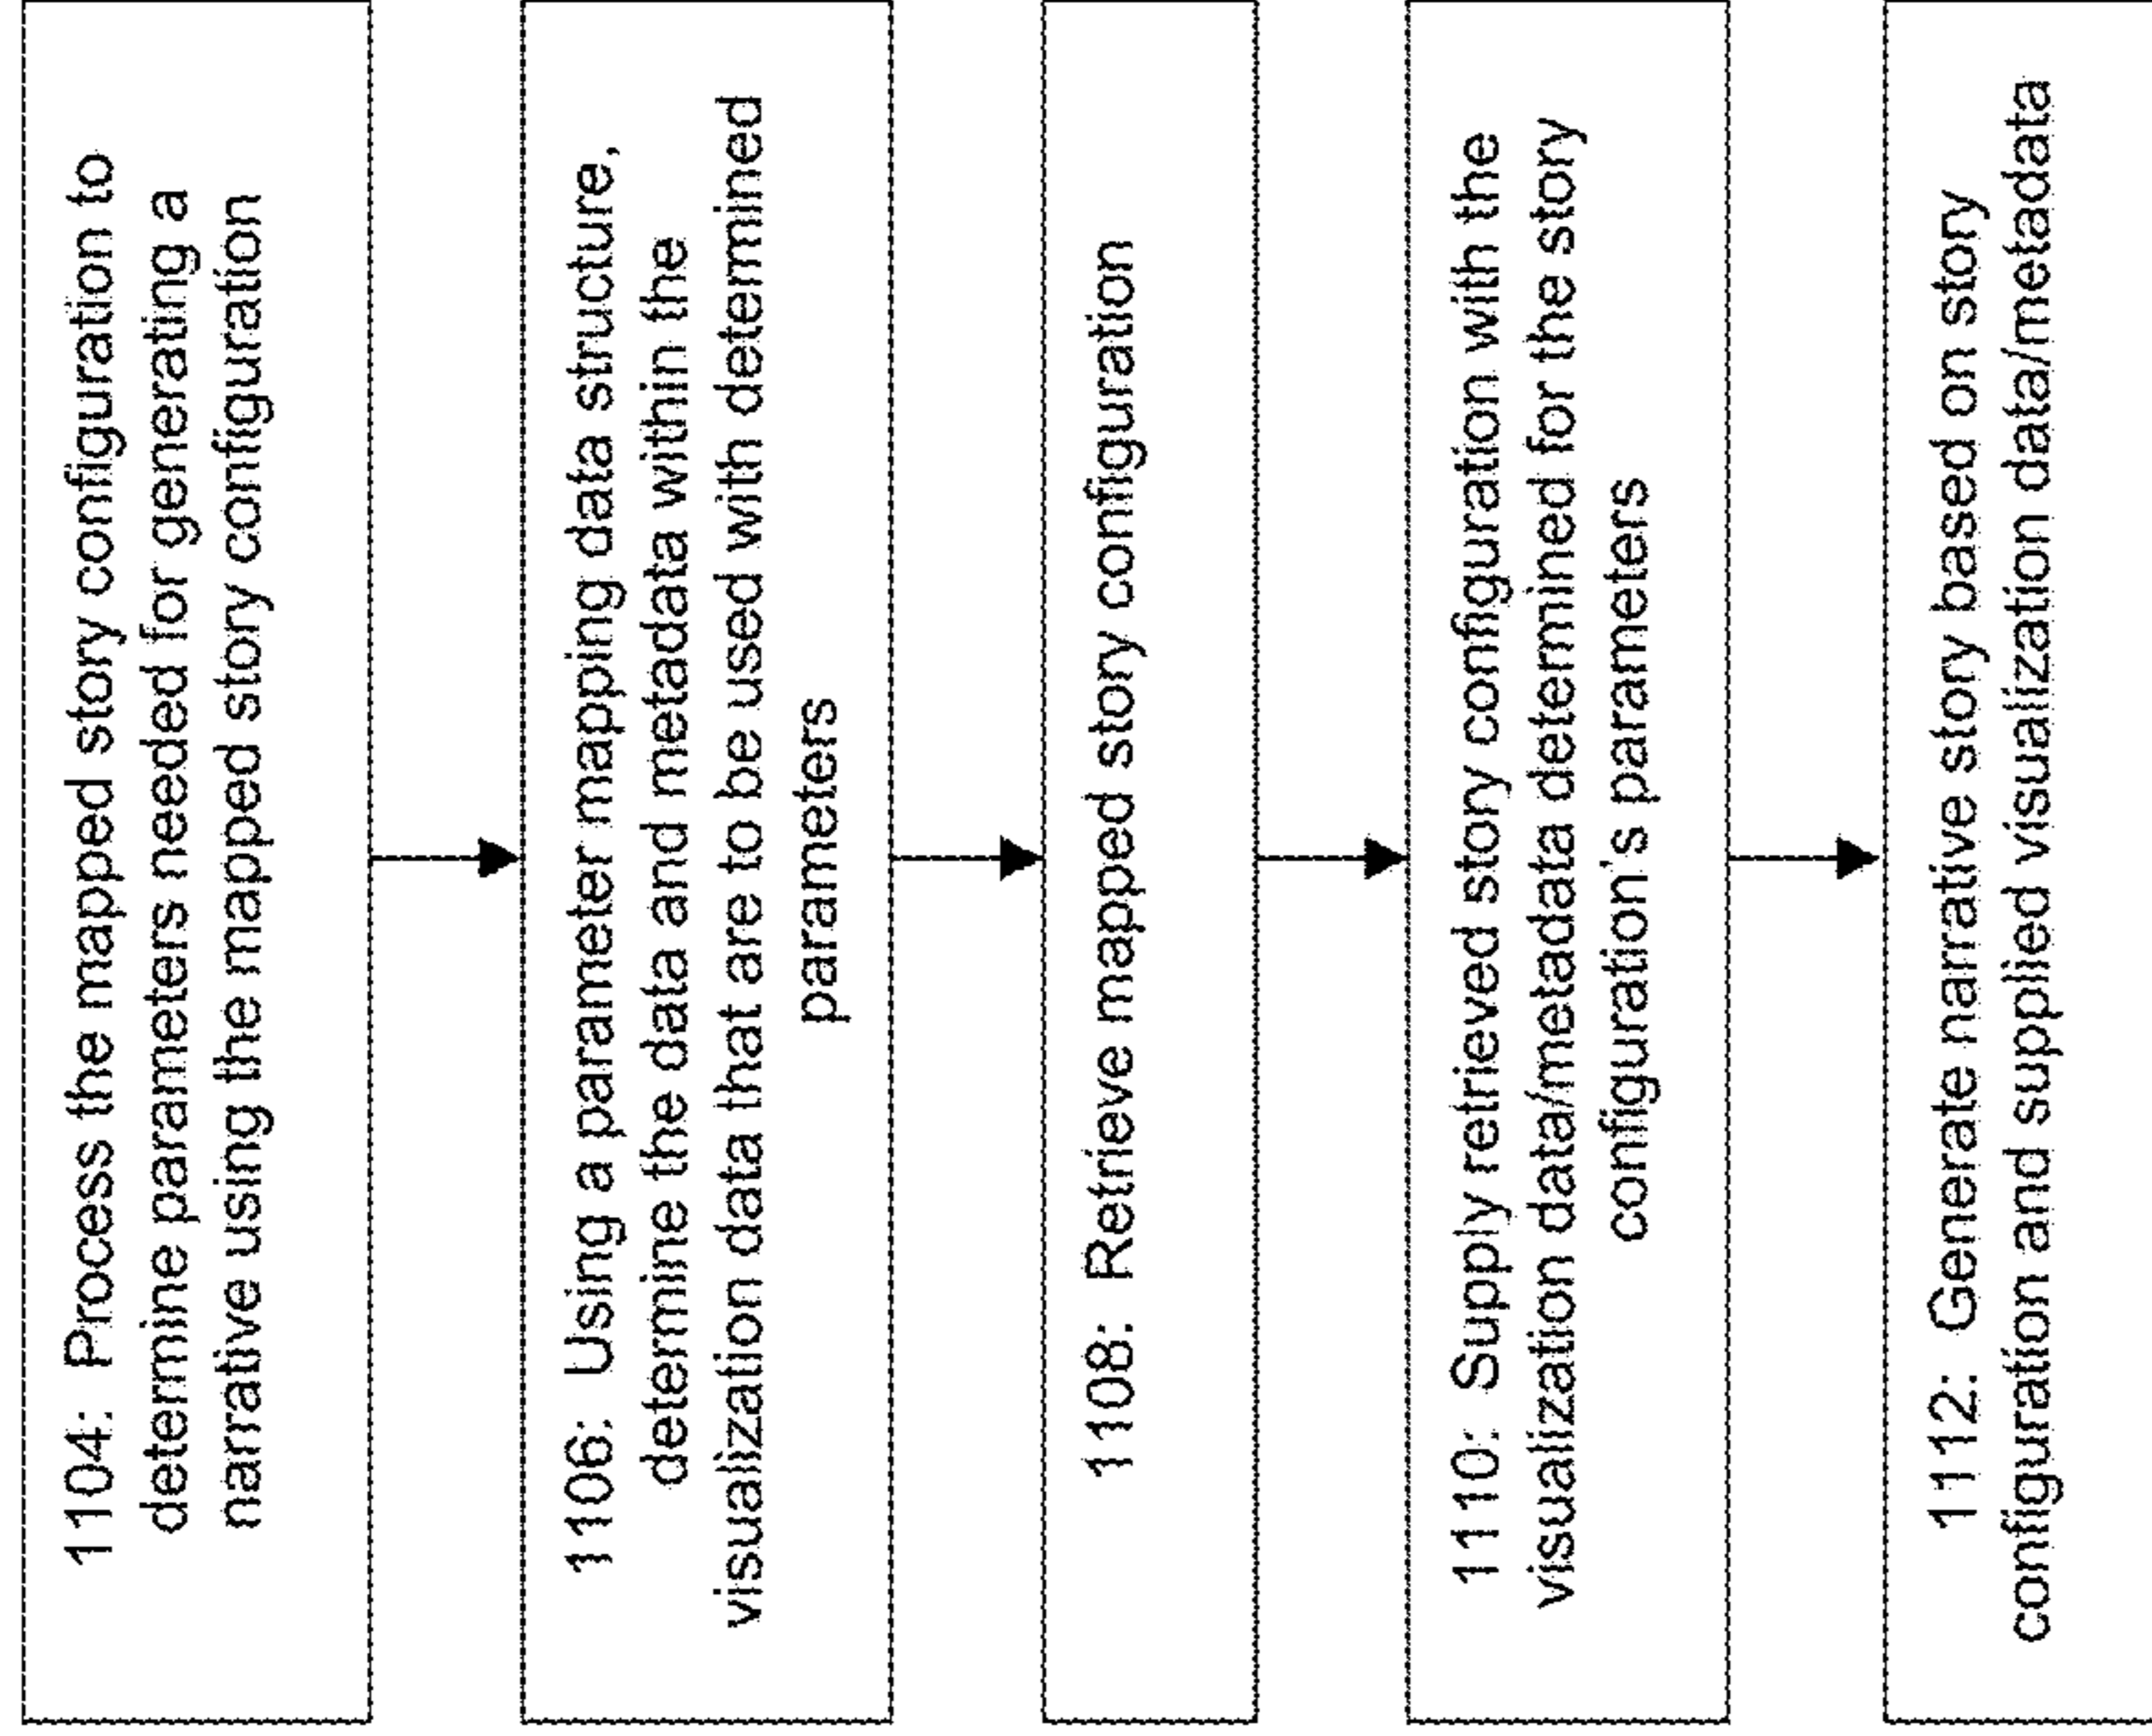 1104: Process the mapped story configuration to
determine parameters needed for generating a
narrative using the mapped story configuration
1106: Using a parameter mapping data structure,
determine the data and metadata within the
visualization data that are to be used with determined
parameters
1108: Retrieve mapped story configuration
1110: Supply retrieved story configuration with the
visualization data/metadata determined for the story
configuration's parameters
1112: Generate narrative story based on story
configuration and supplied visualization data/metadata